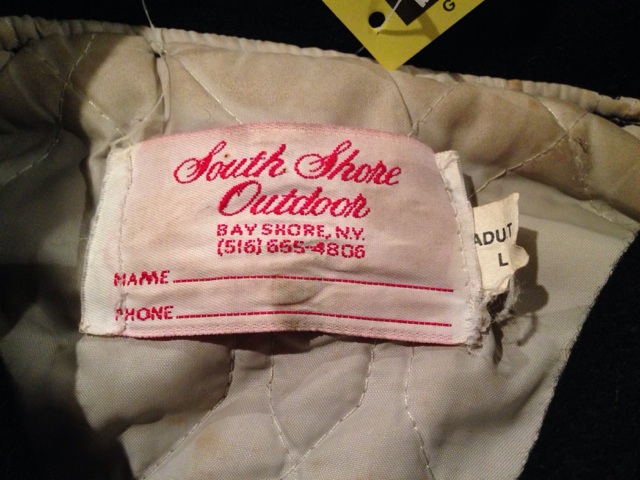 South Shore
Outdoor
BAY SHORE, N.Y.
(516) 665-4806
NAME
PHONE
ADUT
L
G